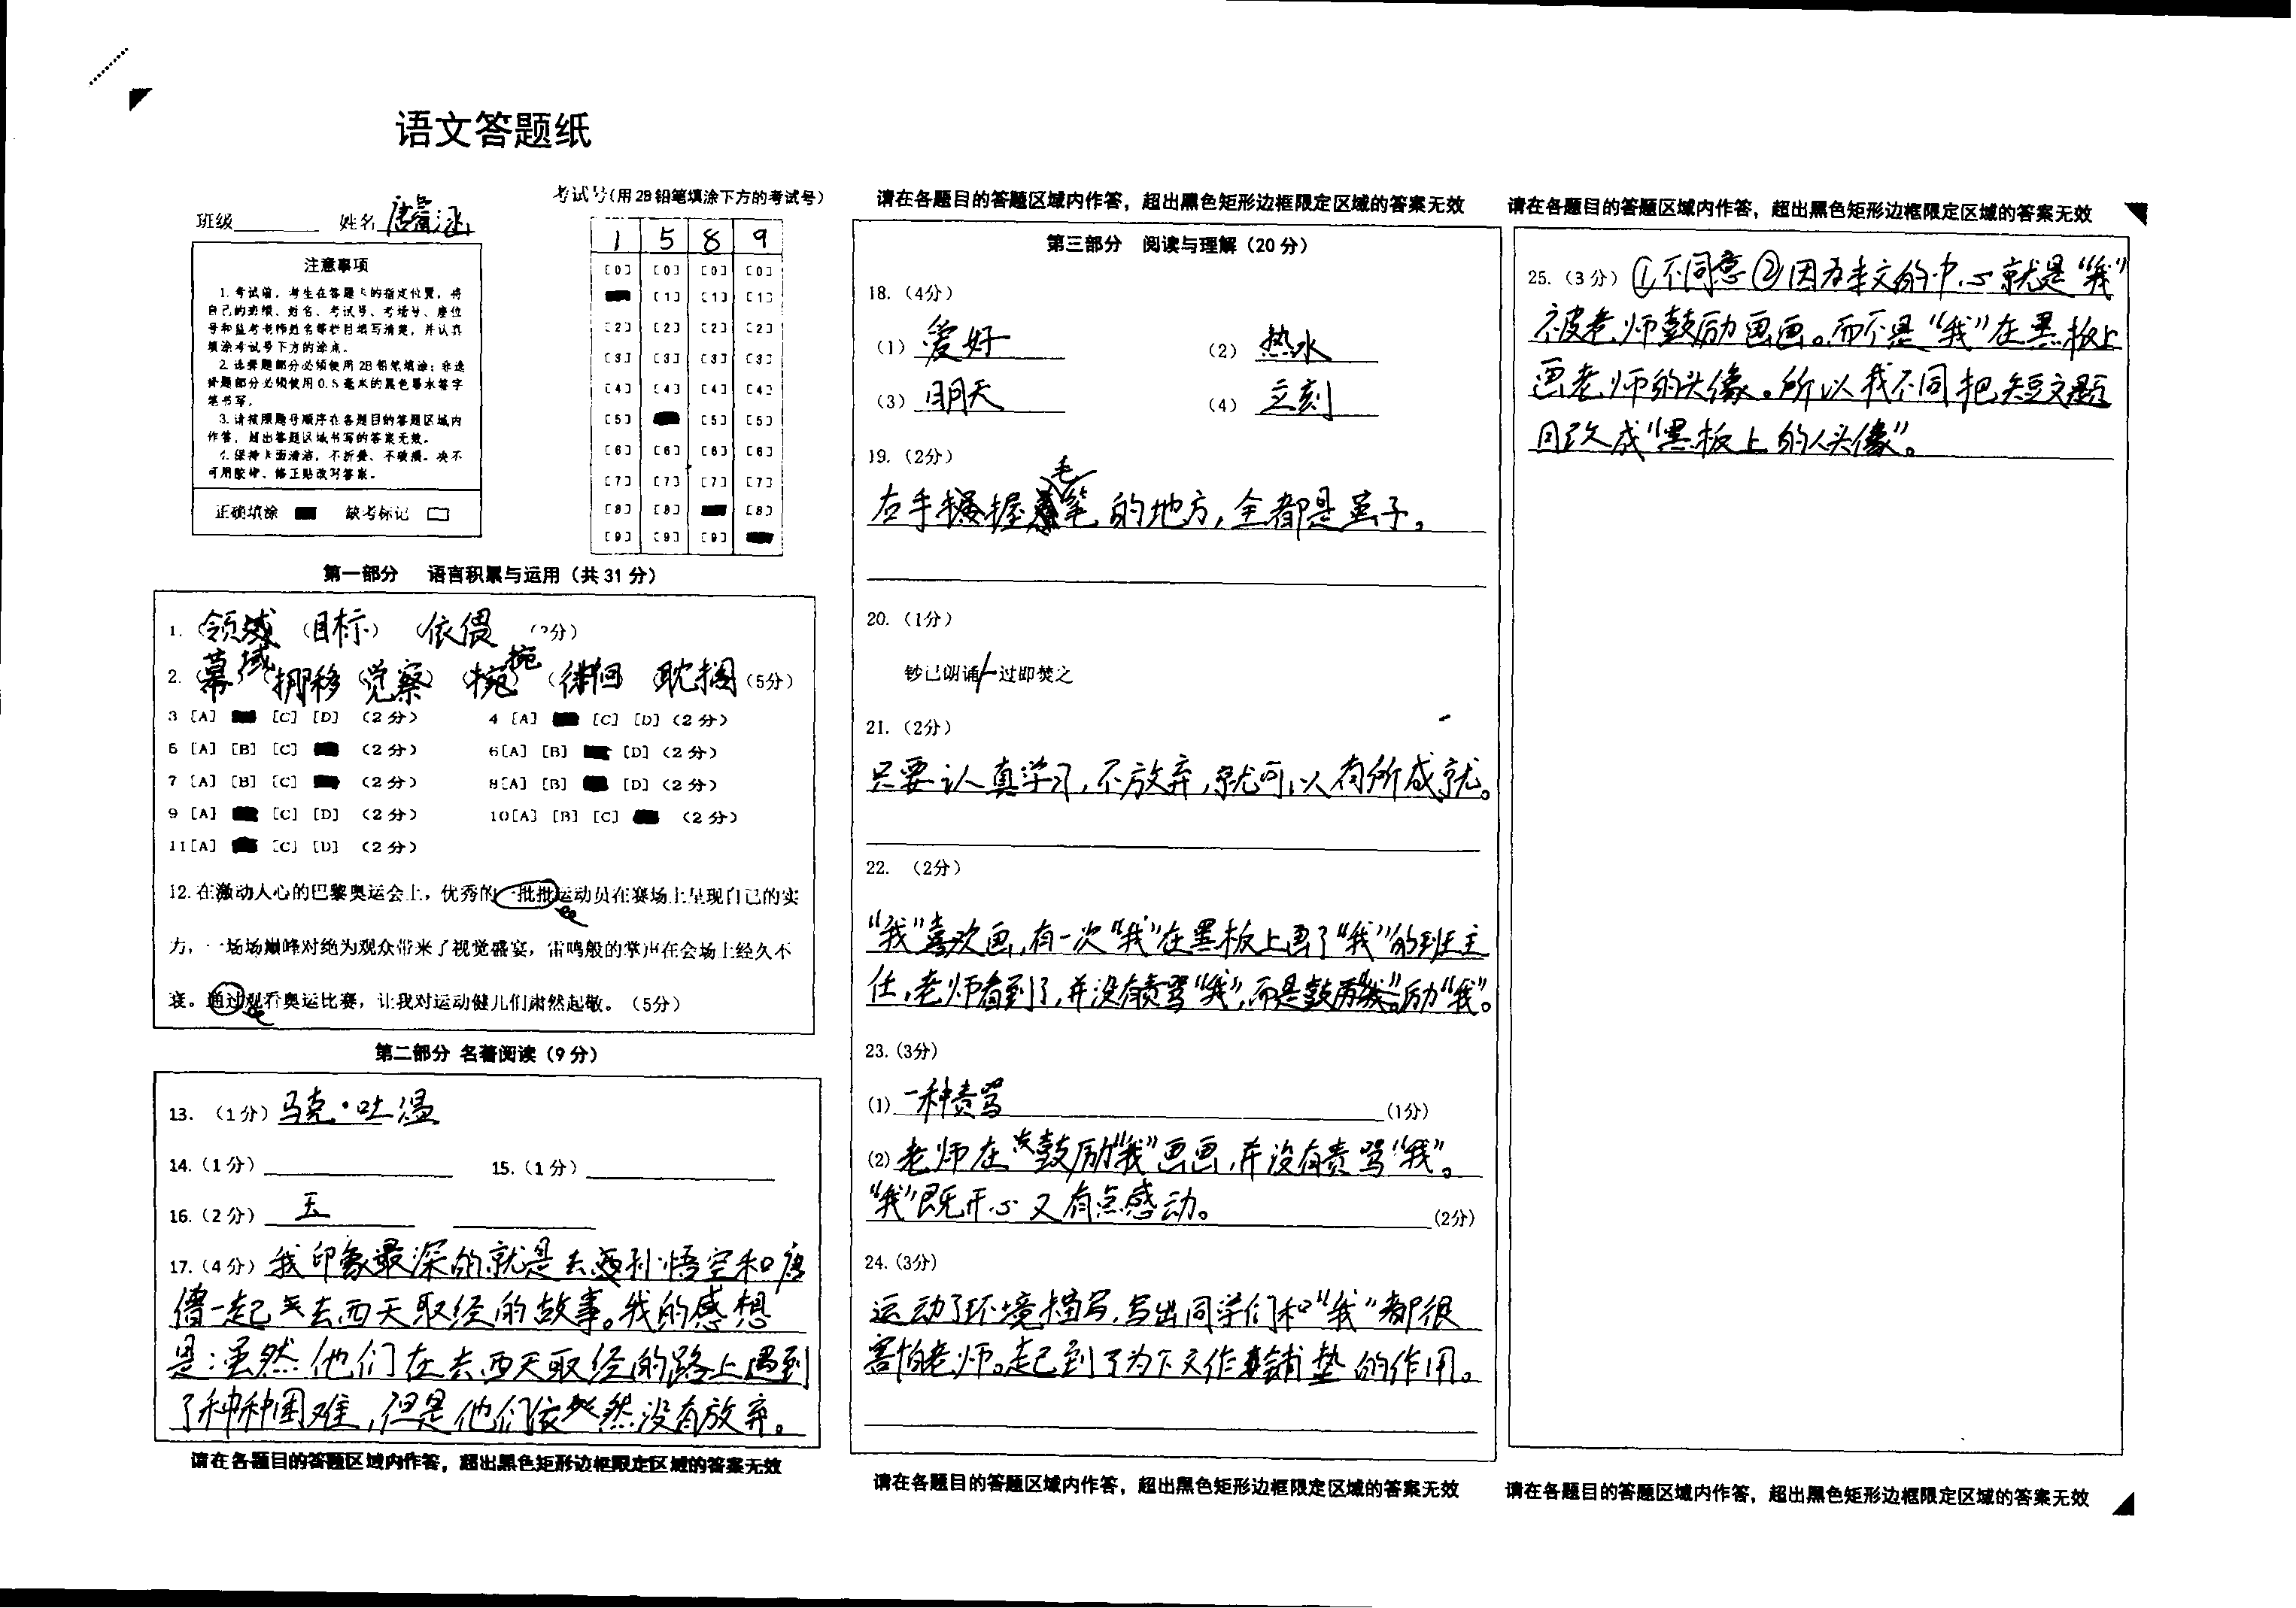 语文答题纸
班级 姓名
考试号(用2B铅笔填涂下方的考试号)
1 5 8 9
注意事项
1.考试前，考生在答题卡的指定位置，将
自己的班级、姓名、考试号、考场号、座位
号和监考老师姓名等栏目填写清楚，并认真
填涂考试号下方的涂点。
2.选择题部分必须使用2B铅笔填涂；非选
择题部分必须使用0.5毫米的黑色墨水签字
笔书写。
3.请按照题号顺序在各题目的答题区域内
作答，超出答题区域书写的答案无效。
4.保持卡面清洁，不折叠、不破损。决不
可用胶带、修正贴改写答案。
正确填涂 缺考标记
[0] [0] [0] [0]
[1] [1] [1]
[2] [2] [2] [2]
[3] [3] [3] [3]
[4] [4] [4] [4]
[5] [5] [5]
[6] [6] [6] [6]
[7] [7] [7] [7]
[8] [8] [8]
[9] [9] [9]
第一部分 语言积累与运用（共31分）
1. 领域 目标 依偎
2. 幕 挪移 觉察 惋 徘徊 耽搁 (5分)
3 [A] [C] [D] (2分) 4 [A] [C] [D] (2分)
5 [A] [B] [C] (2分) 6[A] [B] [D] (2分)
7 [A] [B] [C] (2分) 8[A] [B] [D] (2分)
9 [A] [C] [D] (2分) 10[A] [B] [C] (2分)
11[A] [C] [D] (2分)
12.在激动人心的巴黎奥运会上，优秀的一批批运动员在赛场上呈现自己的实
力，一场场巅峰对绝为观众带来了视觉盛宴，雷鸣般的掌声在会场上经久不
衰。通过观看奥运比赛，让我对运动健儿们肃然起敬。（5分）
第二部分 名著阅读（9分）
13.（1分）马克·吐温
14.（1分） 15.（1分）
16.（2分） 玉
17.（4分）我印象最深的就是去西孙悟空和唐
僧一起去西天取经的故事。我的感想
是：虽然他们在去西天取经的路上遇到
了种种困难，但是他们依然没有放弃。
请在各题目的答题区域内作答，超出黑色矩形边框限定区域的答案无效
请在各题目的答题区域内作答，超出黑色矩形边框限定区域的答案无效
第三部分 阅读与理解（20分）
18.（4分）
（1）爱好 （2）热水
（3）明天 （4）立刻
19.（2分）
右手握毛笔的地方，全都是茧子。
20.（1分）
钞已朗诵/一过即焚之
21.（2分）
只要认真学习，不放弃，就可以有所成就。
22. （2分）
“我”喜欢画，有一次“我”在黑板上画了“我”的班主
任，老师看到了，并没有责骂“我”，而是鼓励“我”。
23.（3分）
(1)一种责骂 (1分)
(2)老师在鼓励“我”画画，并没有责骂“我”。
“我”既开心又有点感动。 (2分)
24.（3分）
运动了环境描写，写出同学们和“我”都很
害怕老师。起到了为下文作铺垫的作用。
请在各题目的答题区域内作答，超出黑色矩形边框限定区域的答案无效
请在各题目的答题区域内作答，超出黑色矩形边框限定区域的答案无效
25.（3分）①不同意②因为本文的中心就是“我”
被老师鼓励画画。而不是“我”在黑板上
画老师的头像。所以我不同把短文题
目改成“黑板上的人头像”。
请在各题目的答题区域内作答，超出黑色矩形边框限定区域的答案无效